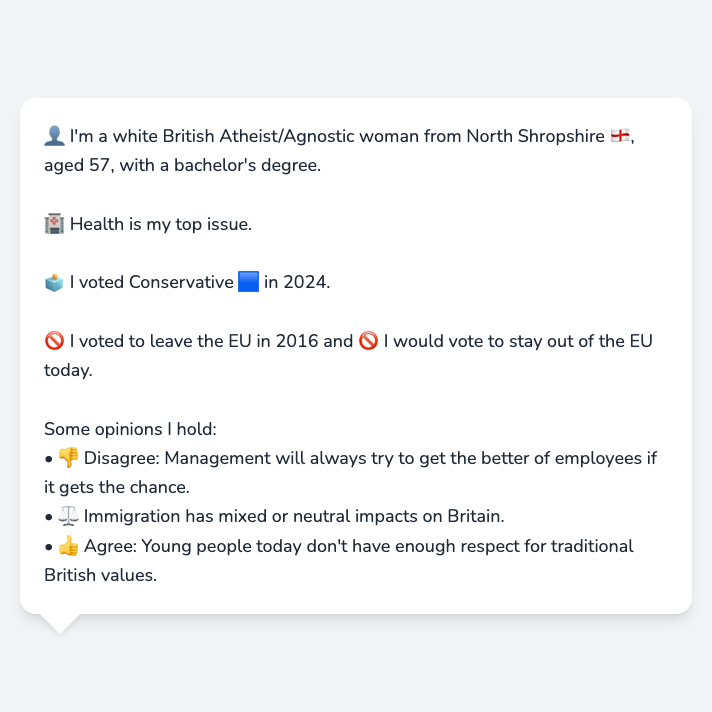 👤 I'm a white British Atheist/Agnostic woman from North Shropshire 🏴󠁧󠁢󠁥󠁮󠁧󠁿,
aged 57, with a bachelor's degree.
🏥 Health is my top issue.
🗳️ I voted Conservative 🟦 in 2024.
🚫 I voted to leave the EU in 2016 and 🚫 I would vote to stay out of the EU
today.
Some opinions I hold:
• 👎 Disagree: Management will always try to get the better of employees if
it gets the chance.
• ⚖️ Immigration has mixed or neutral impacts on Britain.
• 👍 Agree: Young people today don't have enough respect for traditional
British values.